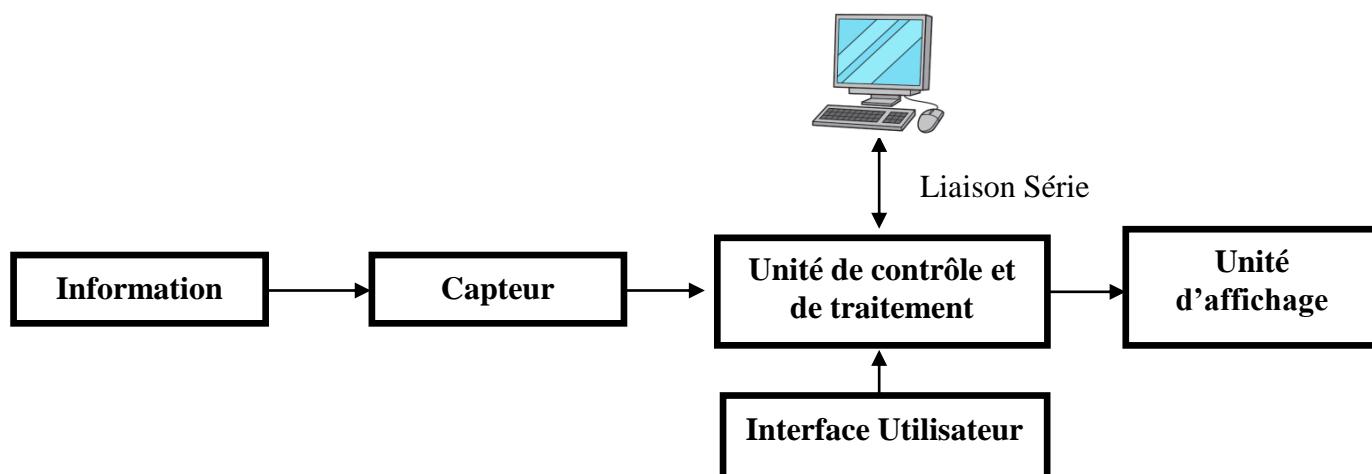 Liaison Série
Information
Capteur
Unité de contrôle et
de traitement
Unité
d’affichage
Interface Utilisateur